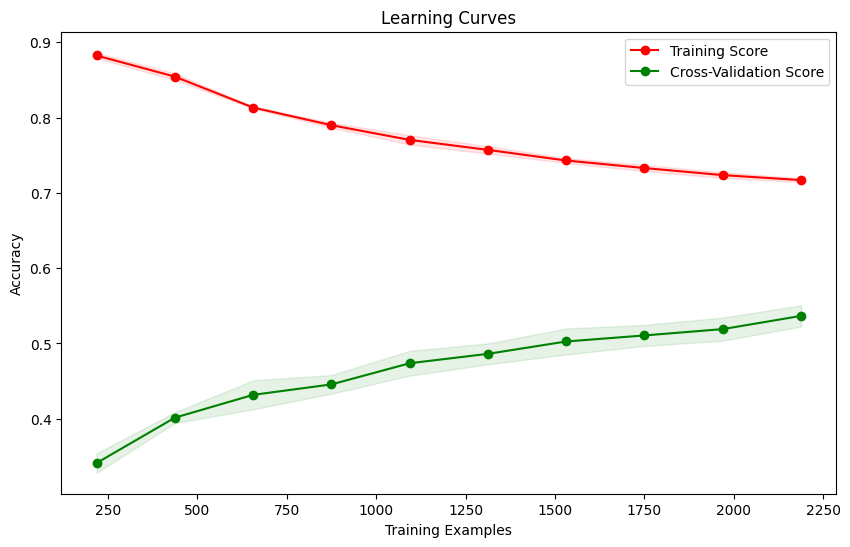 Learning Curves
Training Score
Cross-Validation Score
0.9
0.8
0.7
0.6
0.5
0.4
Accuracy
250 500 750 1000 1250 1500 1750 2000 2250
Training Examples